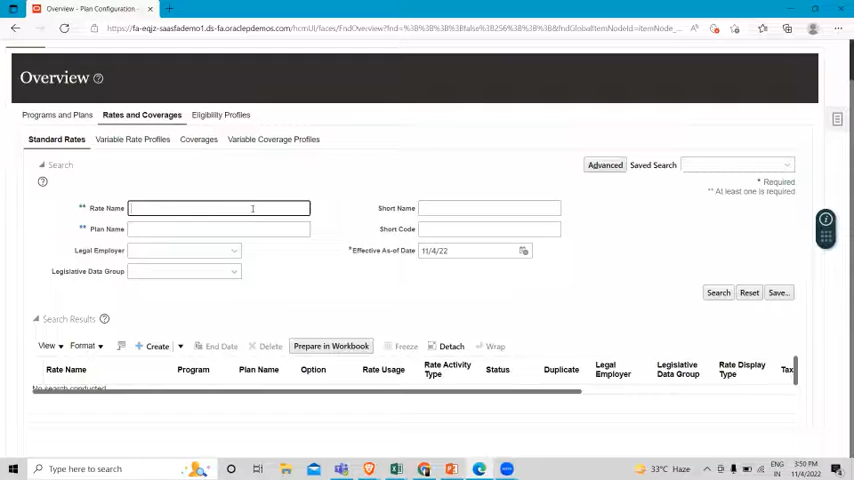 Overview - Plan Configuration -
https://fa-eqjz-saasfademo1.ds-fa.oraclepdemos.com/hcmUI/faces/FndOverview?fnd=%3B%3B%3B%3Bfalse%3B256%3B%3B%3B&fndGlobalItemNodeId=itemNode_...
Overview
Programs and Plans Rates and Coverages Eligibility Profiles
Standard Rates Variable Rate Profiles Coverages Variable Coverage Profiles
Search Advanced Saved Search
* Required
** At least one is required
** Rate Name Short Name
** Plan Name Short Code
Legal Employer *Effective As-of Date 11/4/22
Legislative Data Group
Search Reset Save...
Search Results
View Format Create End Date Delete Prepare in Workbook Freeze Detach Wrap
Rate Name Program Plan Name Option Rate Usage Rate Activity Type Status Duplicate Legal Employer Legislative Data Group Rate Display Type Tax
No search conducted.
Type here to search 33°C Haze ENG IN 3:50 PM 11/4/2022